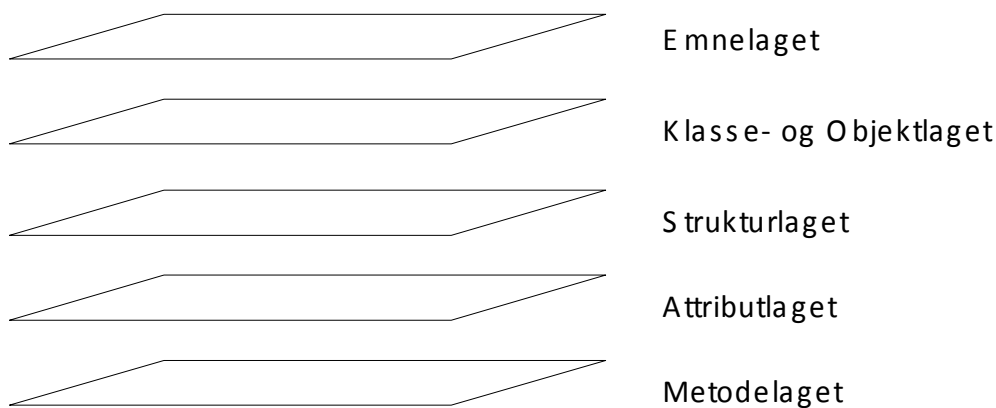 Emnelaget
Klasse- og Objektlaget
Strukturlaget
Attributlaget
Metodelaget